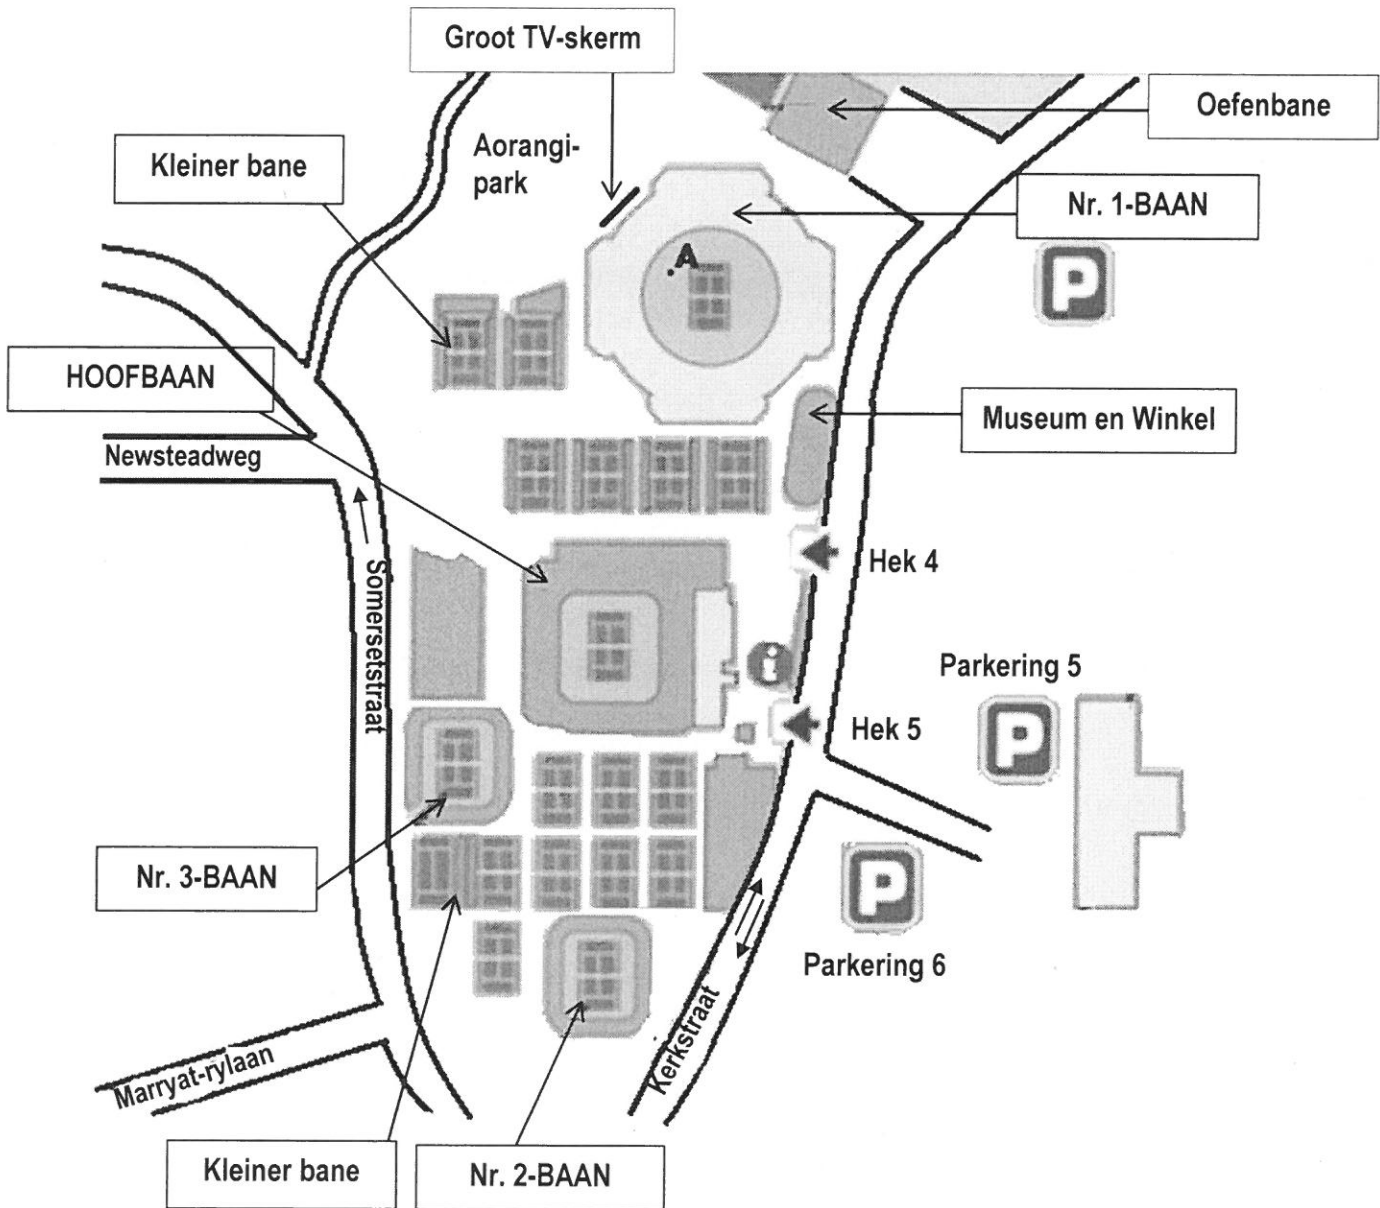 Groot TV-skerm
Oefenbane
Kleiner bane
Aorangi-
park
Nr. 1-BAAN
A
P
HOOFBAAN
Museum en Winkel
Newsteadweg
Hek 4
Somersetstraat
i
Parkering 5
P
Hek 5
Nr. 3-BAAN
P
Parkering 6
Kerkstraat
Marryat-rylaan
Kleiner bane
Nr. 2-BAAN